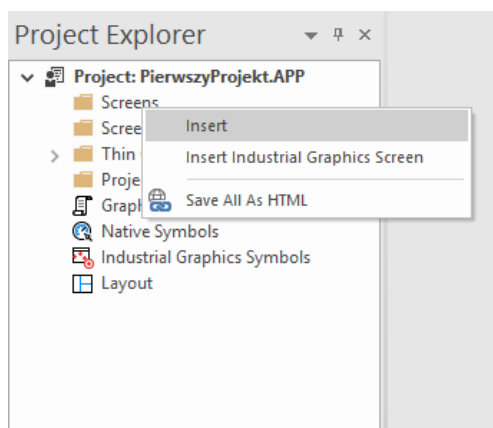 Project Explorer
Project: PierwszyProjekt.APP
Screens
Scree
Insert
Thin
Insert Industrial Graphics Screen
Proje
Graph
Save All As HTML
Native Symbols
Industrial Graphics Symbols
Layout